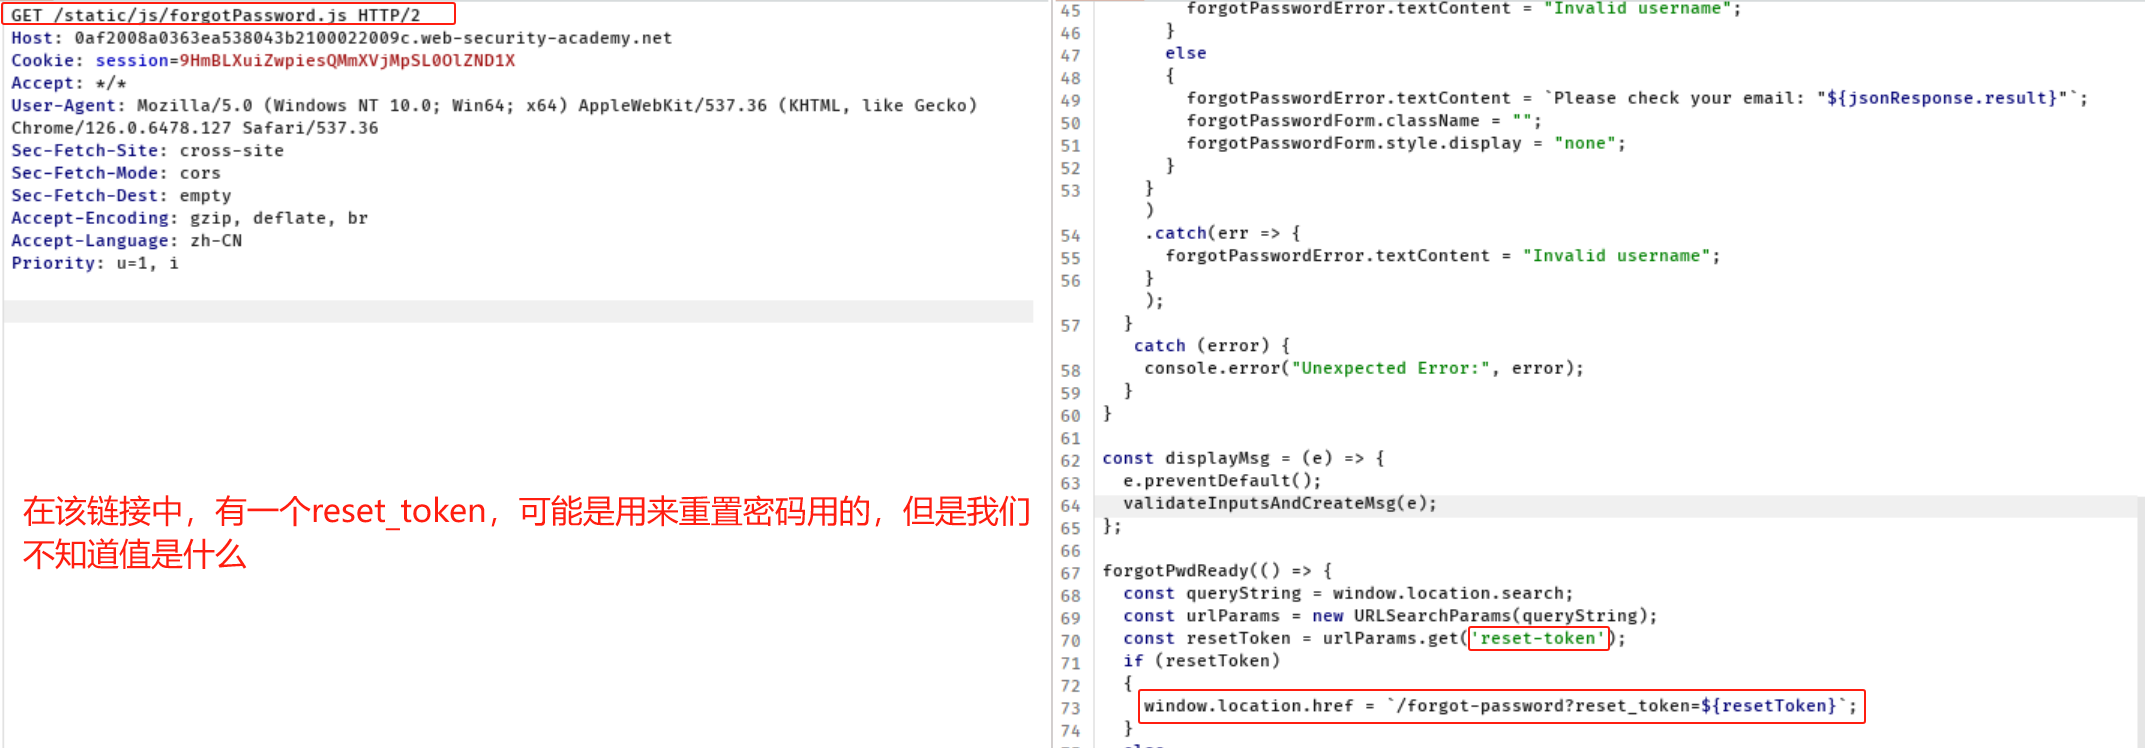 GET /static/js/forgotPassword.js HTTP/2
Host: 0af2008a0363ea538043b2100022009c.web-security-academy.net
Cookie: session=9HmBLXuiZwpiesQMmXVjMpSL0OlZND1X
Accept: */*
User-Agent: Mozilla/5.0 (Windows NT 10.0; Win64; x64) AppleWebKit/537.36 (KHTML, like Gecko)
Chrome/126.0.6478.127 Safari/537.36
Sec-Fetch-Site: cross-site
Sec-Fetch-Mode: cors
Sec-Fetch-Dest: empty
Accept-Encoding: gzip, deflate, br
Accept-Language: zh-CN
Priority: u=1, i
在该链接中，有一个reset_token，可能是用来重置密码用的，但是我们
不知道值是什么
45 forgotPasswordError.textContent = "Invalid username";
46 }
47 else
48 {
49 forgotPasswordError.textContent = `Please check your email: "${jsonResponse.result}"`;
50 forgotPasswordForm.className = "";
51 forgotPasswordForm.style.display = "none";
52 }
53 }
)
54 .catch(err => {
55 forgotPasswordError.textContent = "Invalid username";
56 }
);
57 }
catch (error) {
58 console.error("Unexpected Error:", error);
59 }
60 }
61
62 const displayMsg = (e) => {
63 e.preventDefault();
64 validateInputsAndCreateMsg(e);
65 };
66
67 forgotPwdReady(() => {
68 const queryString = window.location.search;
69 const urlParams = new URLSearchParams(queryString);
70 const resetToken = urlParams.get('reset-token');
71 if (resetToken)
72 {
73 window.location.href = `/forgot-password?reset_token=${resetToken}`;
74 }
else